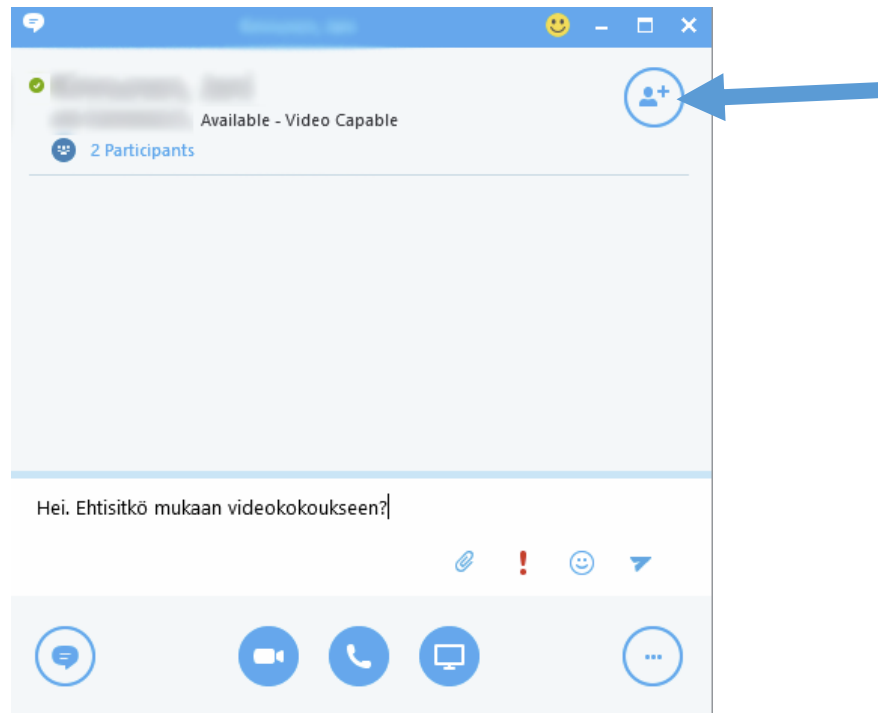 Available - Video Capable
2 Participants
Hei. Ehtisitkö mukaan videokokoukseen?